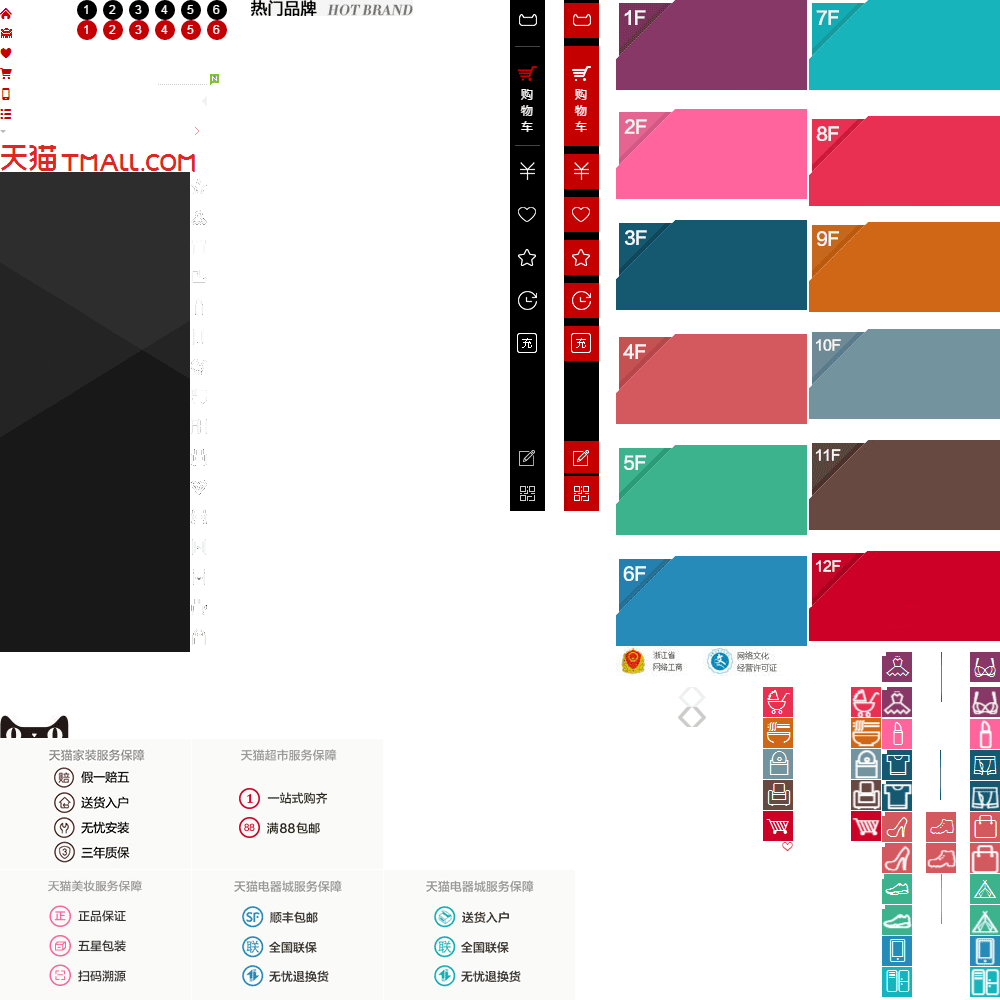 1 2 3 4 5 6
1 2 3 4 5 6
热门品牌 HOT BRAND
N
天猫 TMALL.COM
购物车
充
购物车
充
1F
2F
3F
4F
5F
6F
7F
8F
9F
10F
11F
12F
浙江省
网络工商
网络文化
经营许可证
天猫家装服务保障
赔 假一赔五
送货入户
无忧安装
3 三年质保
天猫超市服务保障
1 一站式购齐
88 满88包邮
天猫美妆服务保障
正 正品保证
五星包装
扫码溯源
天猫电器城服务保障
SF 顺丰包邮
联 全国联保
无忧退换货
天猫电器城服务保障
送货入户
联 全国联保
无忧退换货